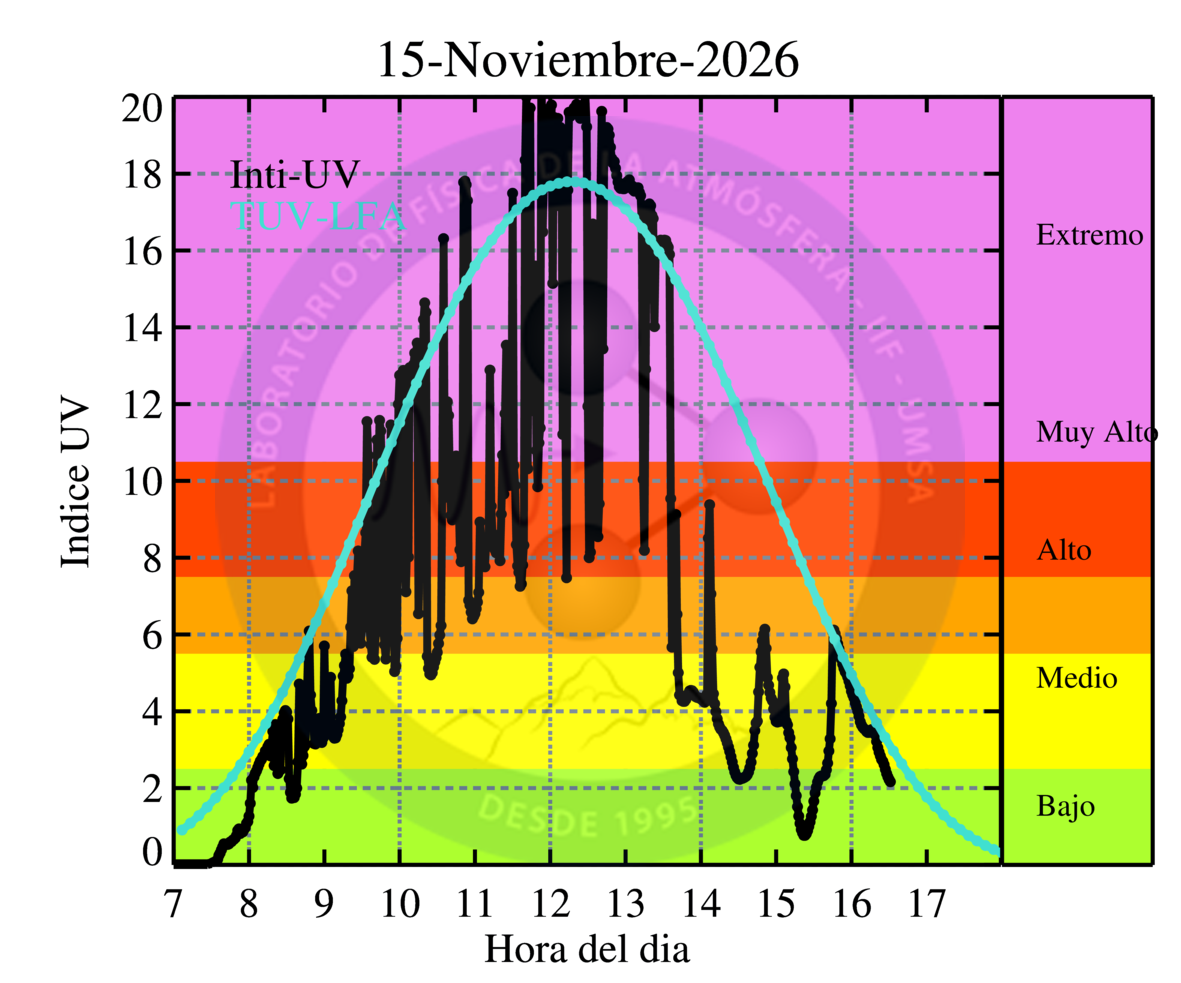 15-Noviembre-2026
Indice UV
20
18
16
14
12
10
8
6
4
2
0
Inti-UV
TUV-LFA
Extremo
Muy Alto
Alto
Medio
Bajo
LABORATORIO DE FÍSICA DE LA ATMÓSFERA - IIF - UMSA
DESDE 1995
7 8 9 10 11 12 13 14 15 16 17
Hora del dia